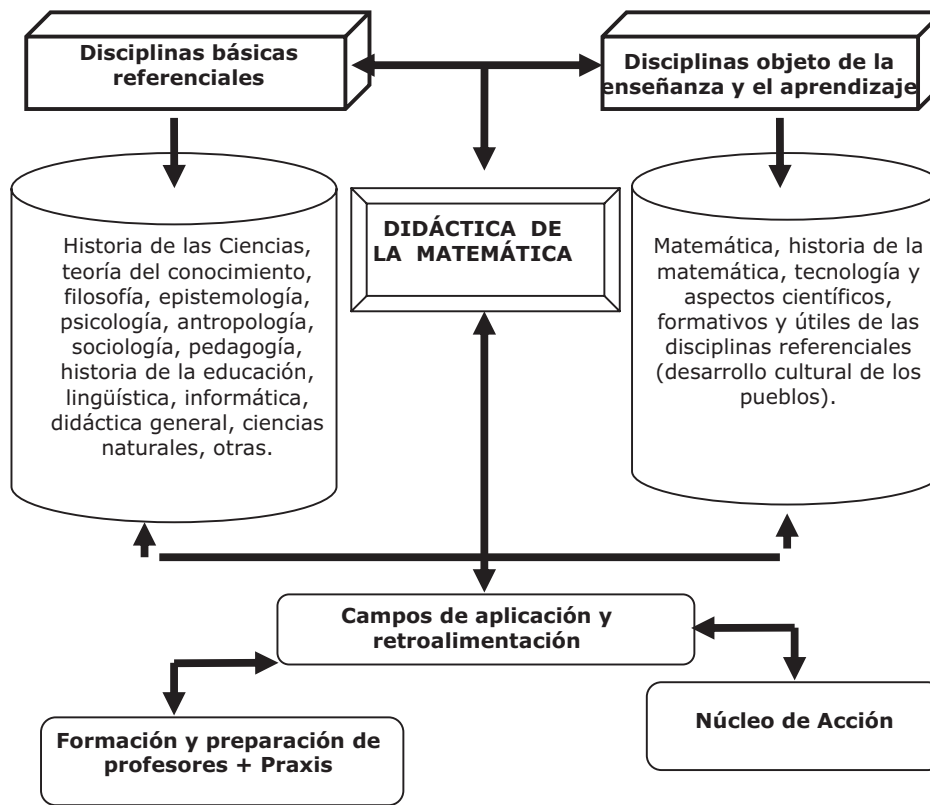 Disciplinas básicas
referenciales
Disciplinas objeto de la
enseñanza y el aprendizaje
DIDÁCTICA DE
LA MATEMÁTICA
Historia de las Ciencias,
teoría del conocimiento,
filosofía, epistemología,
psicología, antropología,
sociología, pedagogía,
historia de la educación,
lingüística, informática,
didáctica general, ciencias
naturales, otras.
Matemática, historia de la
matemática, tecnología y
aspectos científicos,
formativos y útiles de las
disciplinas referenciales
(desarrollo cultural de los
pueblos).
Campos de aplicación y
retroalimentación
Formación y preparación de
profesores + Praxis
Núcleo de Acción